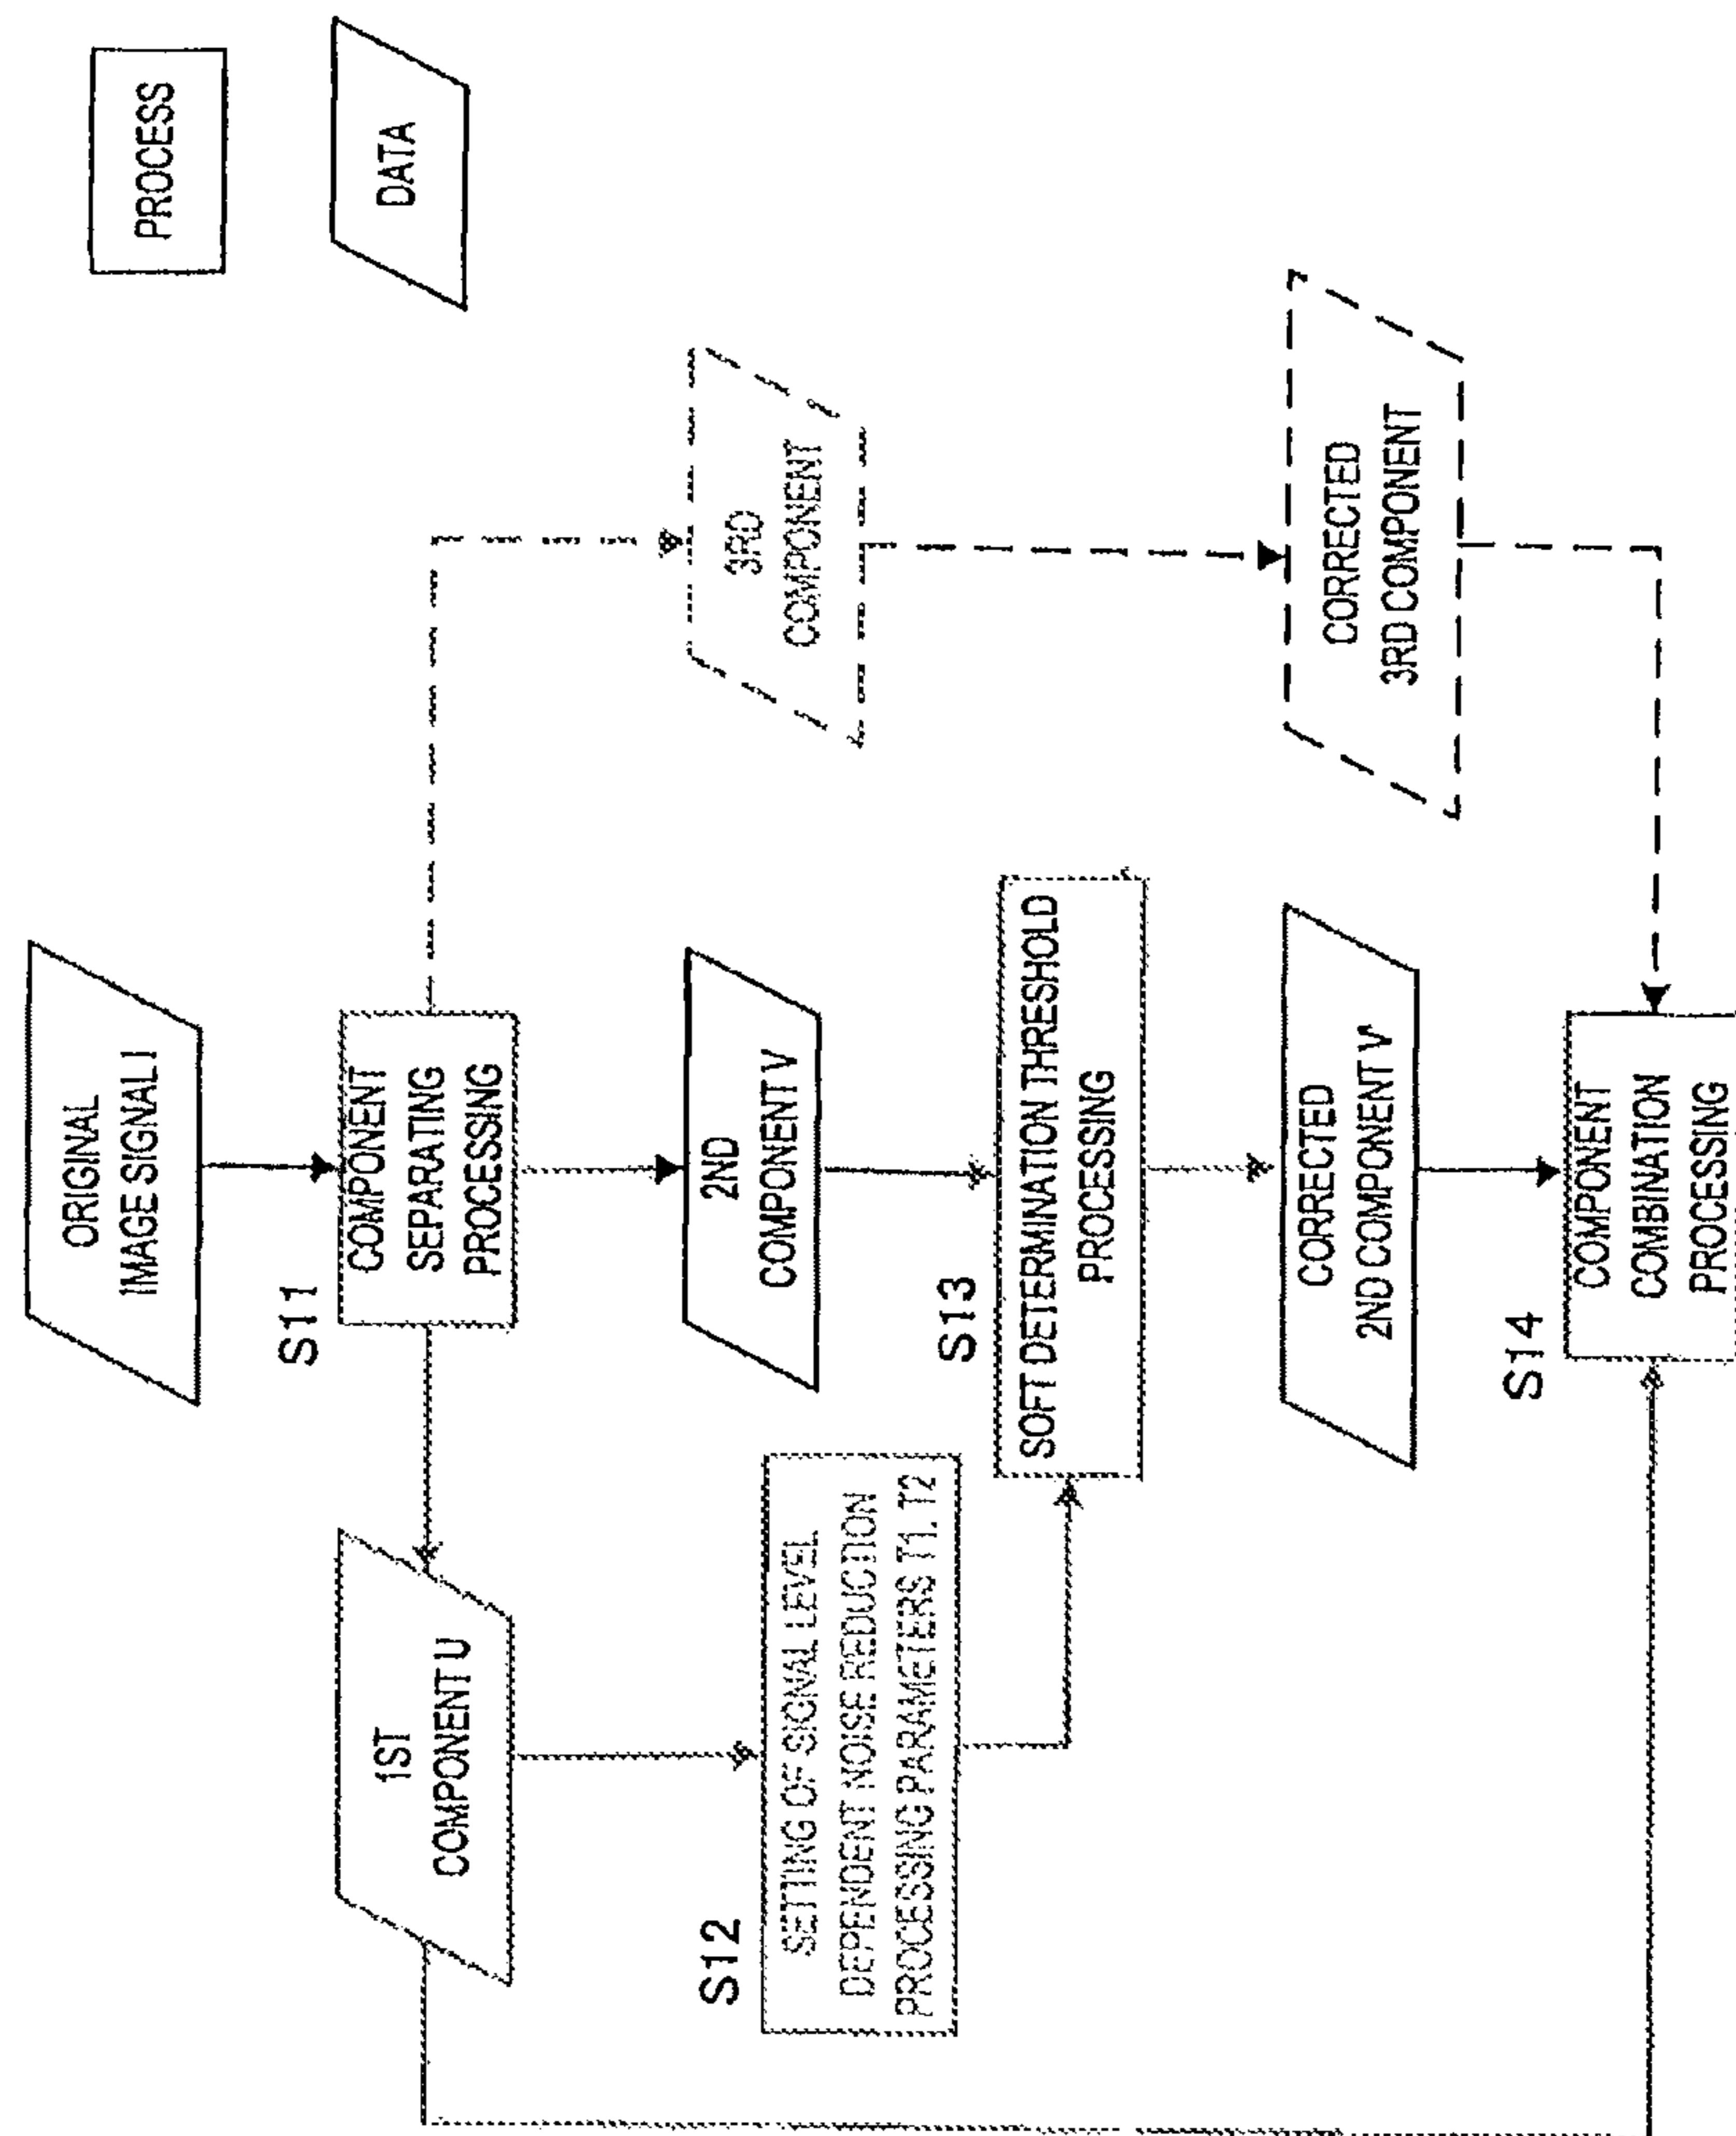 PROCESS
DATA
ORIGINAL
IMAGE SIGNAL I
S11
COMPONENT
SEPARATING
PROCESSING
1ST
COMPONENT U
2ND
COMPONENT V
3RD
COMPONENT
S12
SETTING OF SIGNAL LEVEL
DEPENDENT NOISE REDUCTION
PROCESSING PARAMETERS T1. T2
S13
SOFT DETERMINATION THRESHOLD
PROCESSING
CORRECTED
2ND COMPONENT V'
CORRECTED
3RD COMPONENT
S14
COMPONENT
COMBINATION
PROCESSING